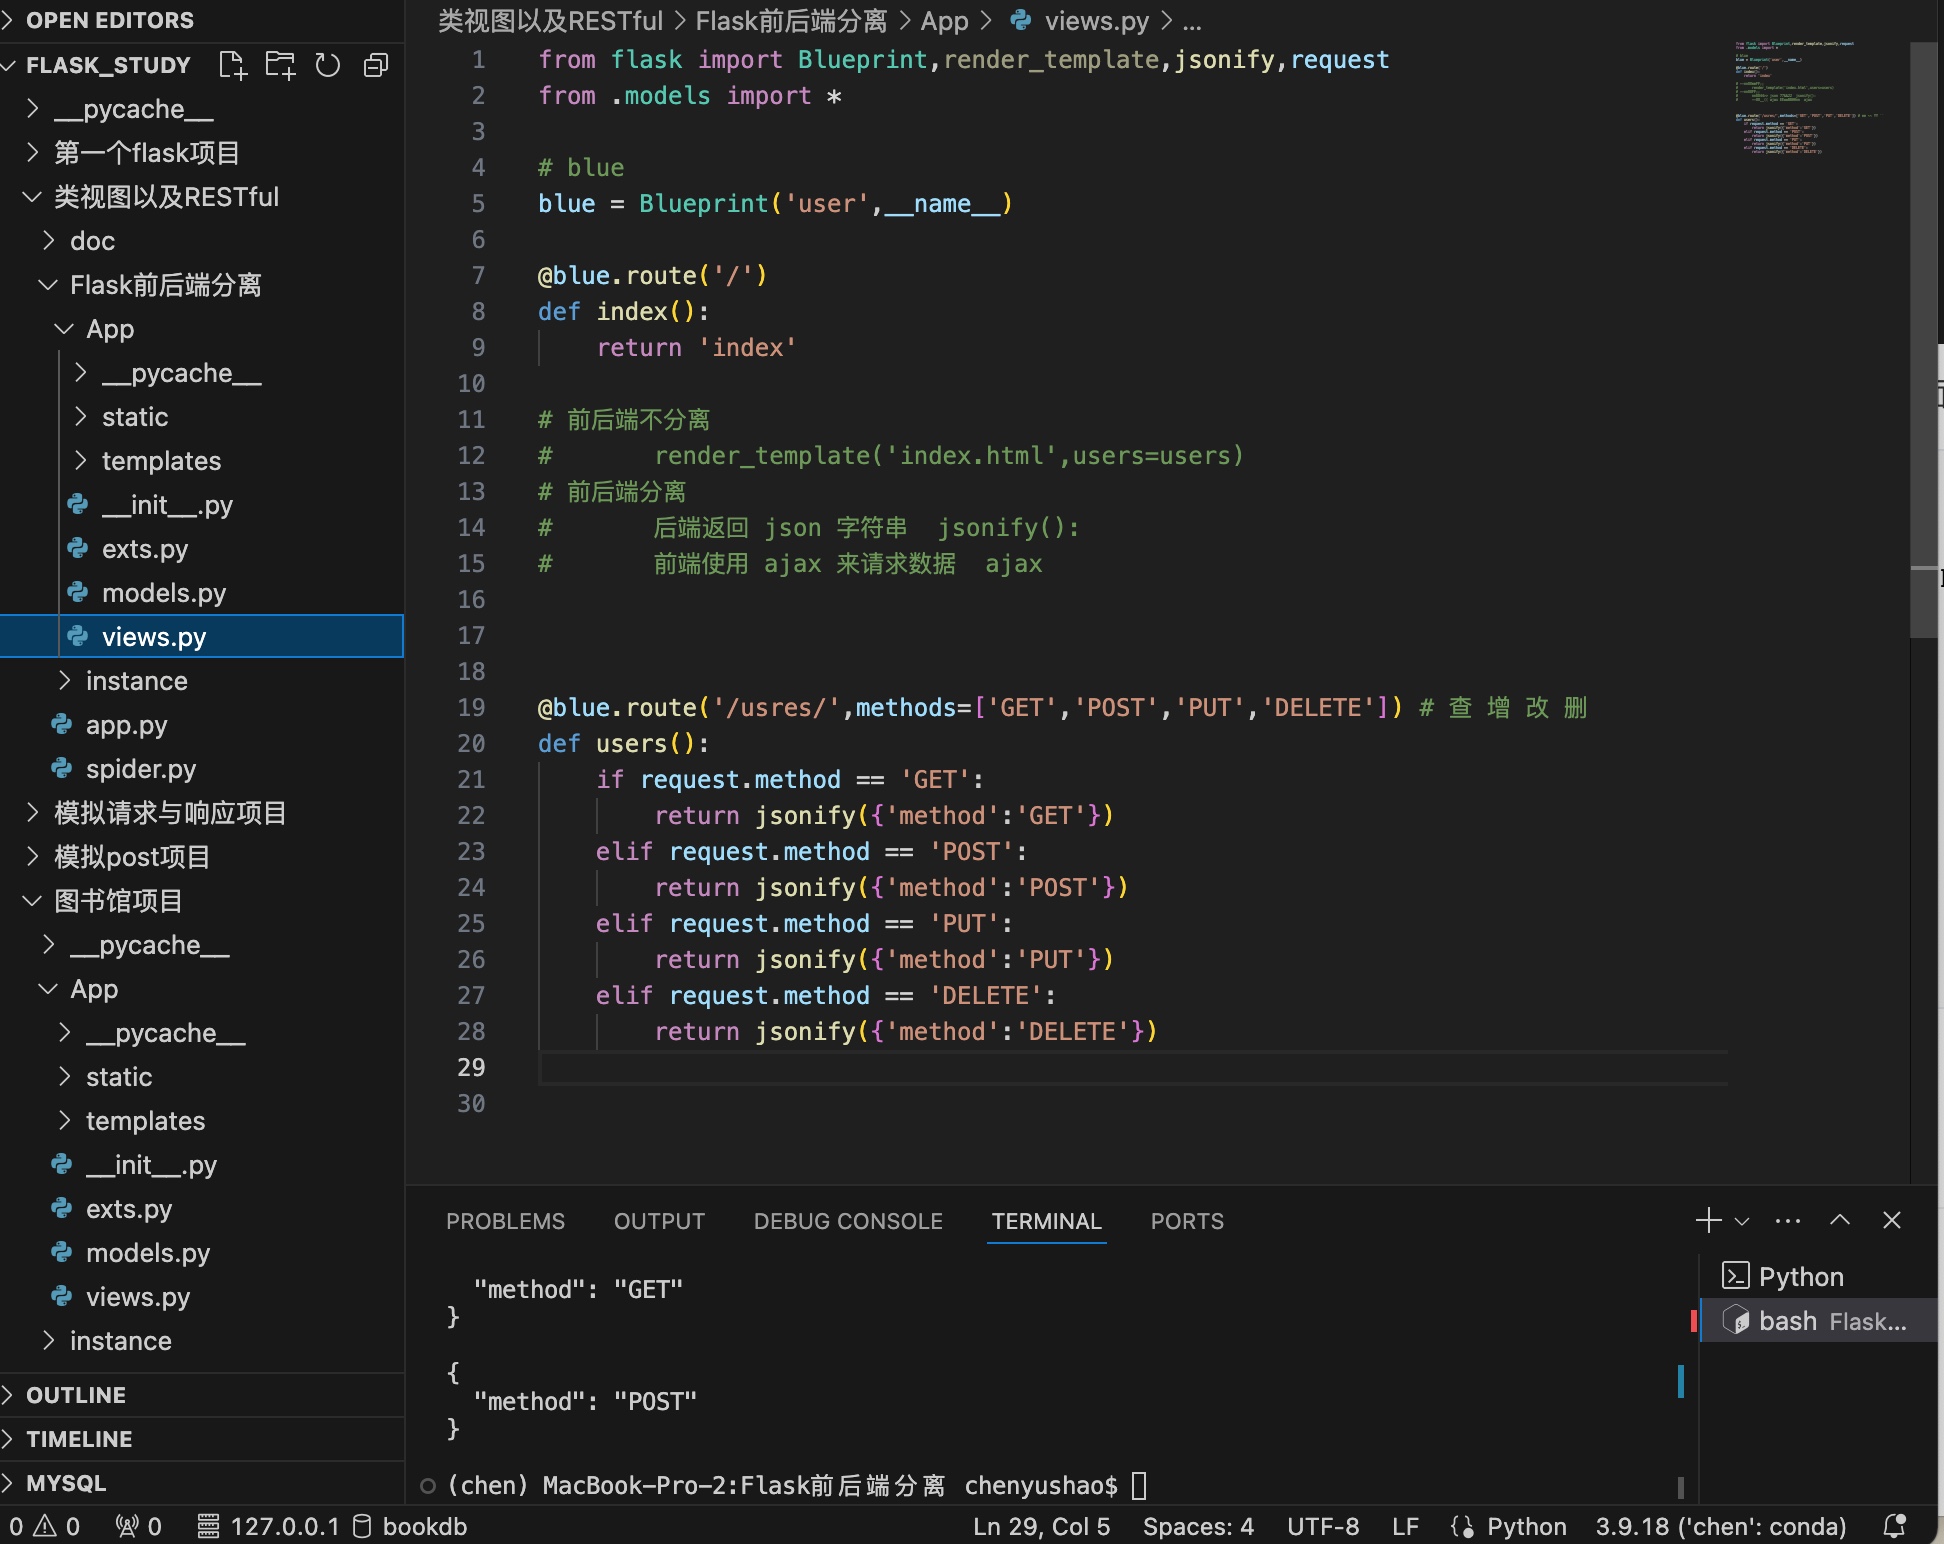 OPEN EDITORS
FLASK_STUDY
__pycache__
第一个flask项目
类视图以及RESTful
doc
Flask前后端分离
App
__pycache__
static
templates
__init__.py
exts.py
models.py
views.py
instance
app.py
spider.py
模拟请求与响应项目
模拟post项目
图书馆项目
__pycache__
App
__pycache__
static
templates
__init__.py
exts.py
models.py
views.py
instance
OUTLINE
TIMELINE
MYSQL
类视图以及RESTful > Flask前后端分离 > App > views.py > ...
1 from flask import Blueprint,render_template,jsonify,request
2 from .models import *
3
4 # blue
5 blue = Blueprint('user',__name__)
6
7 @blue.route('/')
8 def index():
9     return 'index'
10
11 # 前后端不分离
12 #       render_template('index.html',users=users)
13 # 前后端分离
14 #       后端返回 json 字符串  jsonify():
15 #       前端使用 ajax 来请求数据  ajax
16
17
18
19 @blue.route('/usres/',methods=['GET','POST','PUT','DELETE']) # 查 增 改 删
20 def users():
21     if request.method == 'GET':
22         return jsonify({'method':'GET'})
23     elif request.method == 'POST':
24         return jsonify({'method':'POST'})
25     elif request.method == 'PUT':
26         return jsonify({'method':'PUT'})
27     elif request.method == 'DELETE':
28         return jsonify({'method':'DELETE'})
29
30
PROBLEMS OUTPUT DEBUG CONSOLE TERMINAL PORTS
"method": "GET"
}
{
"method": "POST"
}
(chen) MacBook-Pro-2:Flask前后端分离 chenyushao$
Python
bash Flask...
0 0 0 127.0.0.1 bookdb Ln 29, Col 5 Spaces: 4 UTF-8 LF Python 3.9.18 ('chen': conda)